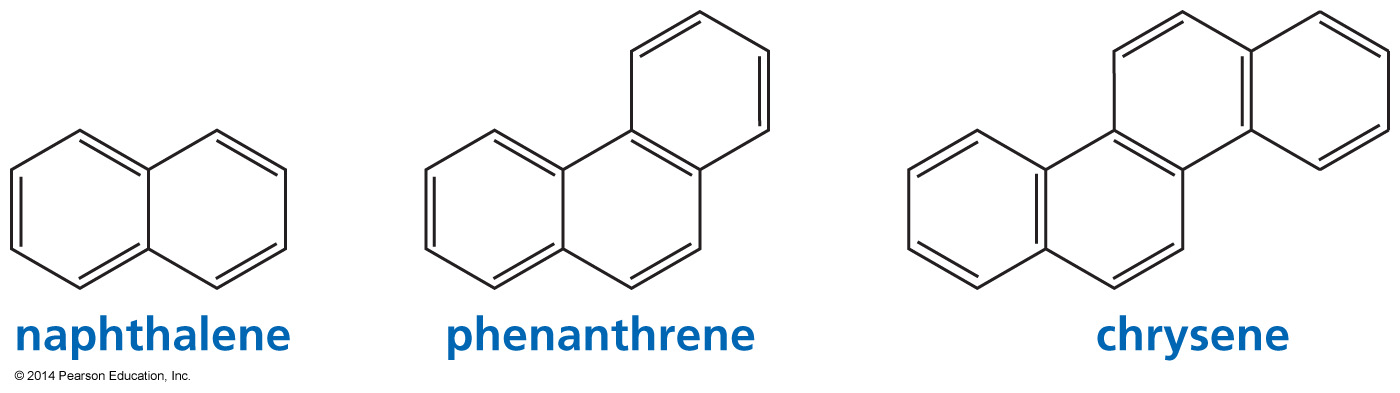 naphthalene phenanthrene chrysene
© 2014 Pearson Education, Inc.